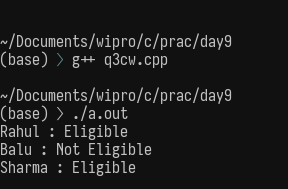 ~/Documents/wipro/c/prac/day9
(base) > g++ q3cw.cpp
~/Documents/wipro/c/prac/day9
(base) > ./a.out
Rahul : Eligible
Balu : Not Eligible
Sharma : Eligible